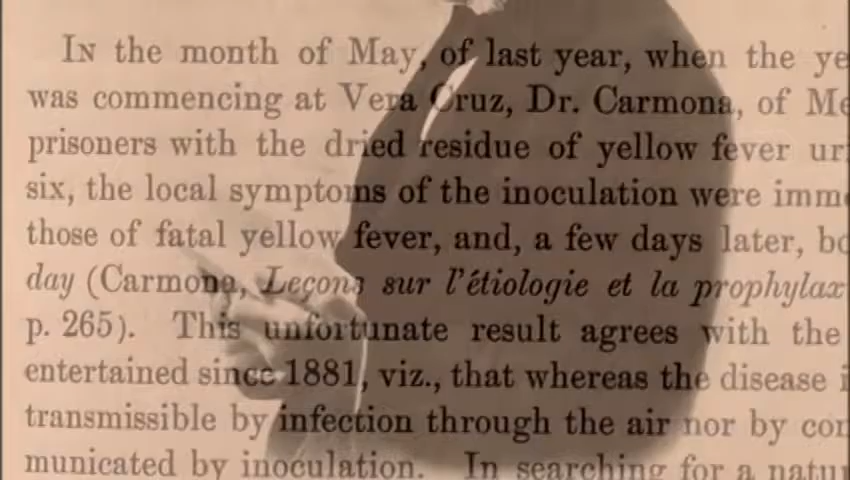 In the month of May, of last year, when the ye
was commencing at Vera Cruz, Dr. Carmona, of Me
prisoners with the dried residue of yellow fever ur
six, the local symptoms of the inoculation were imm
those of fatal yellow fever, and, a few days later, bo
day (Carmona, Leçons sur l'étiologie et la prophylax
p. 265). This unfortunate result agrees with the
entertained since 1881, viz., that whereas the disease i
transmissible by infection through the air nor by con
municated by inoculation. In searching for a natu